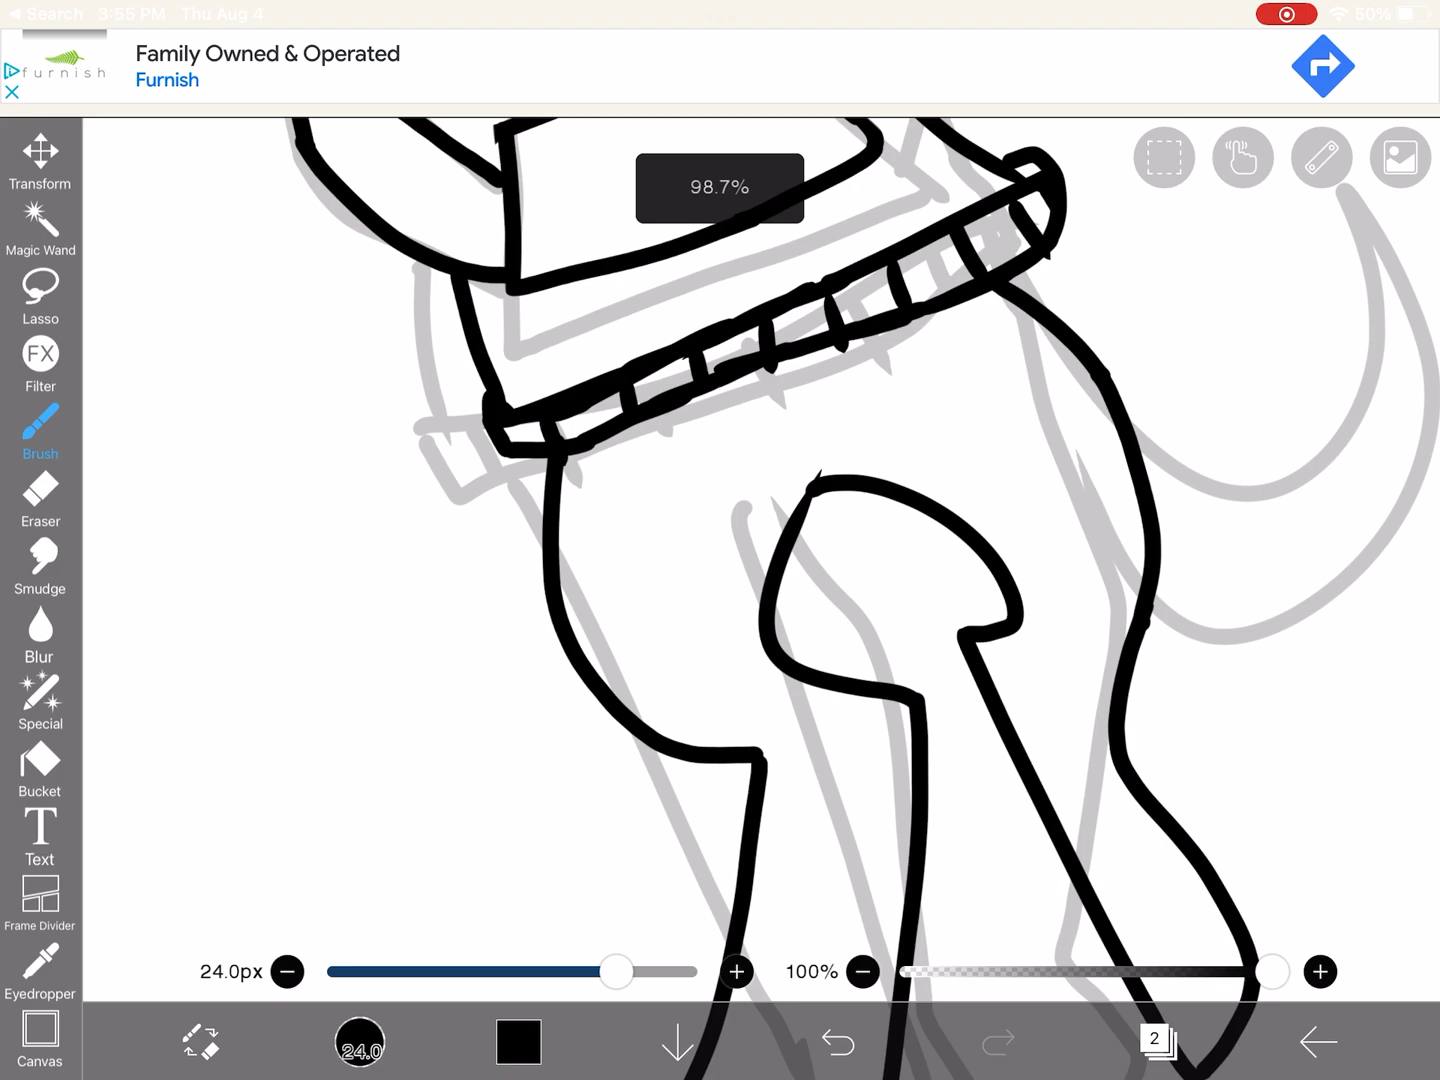 Search 3:55 PM Thu Aug 4 50%
furnish
Family Owned & Operated
Furnish
Transform
98.7%
Magic Wand
Lasso
FX
Filter
Brush
Eraser
Smudge
Blur
Special
Bucket
T
Text
Frame Divider
Eyedropper
Canvas
24.0px 100%
24.0
2